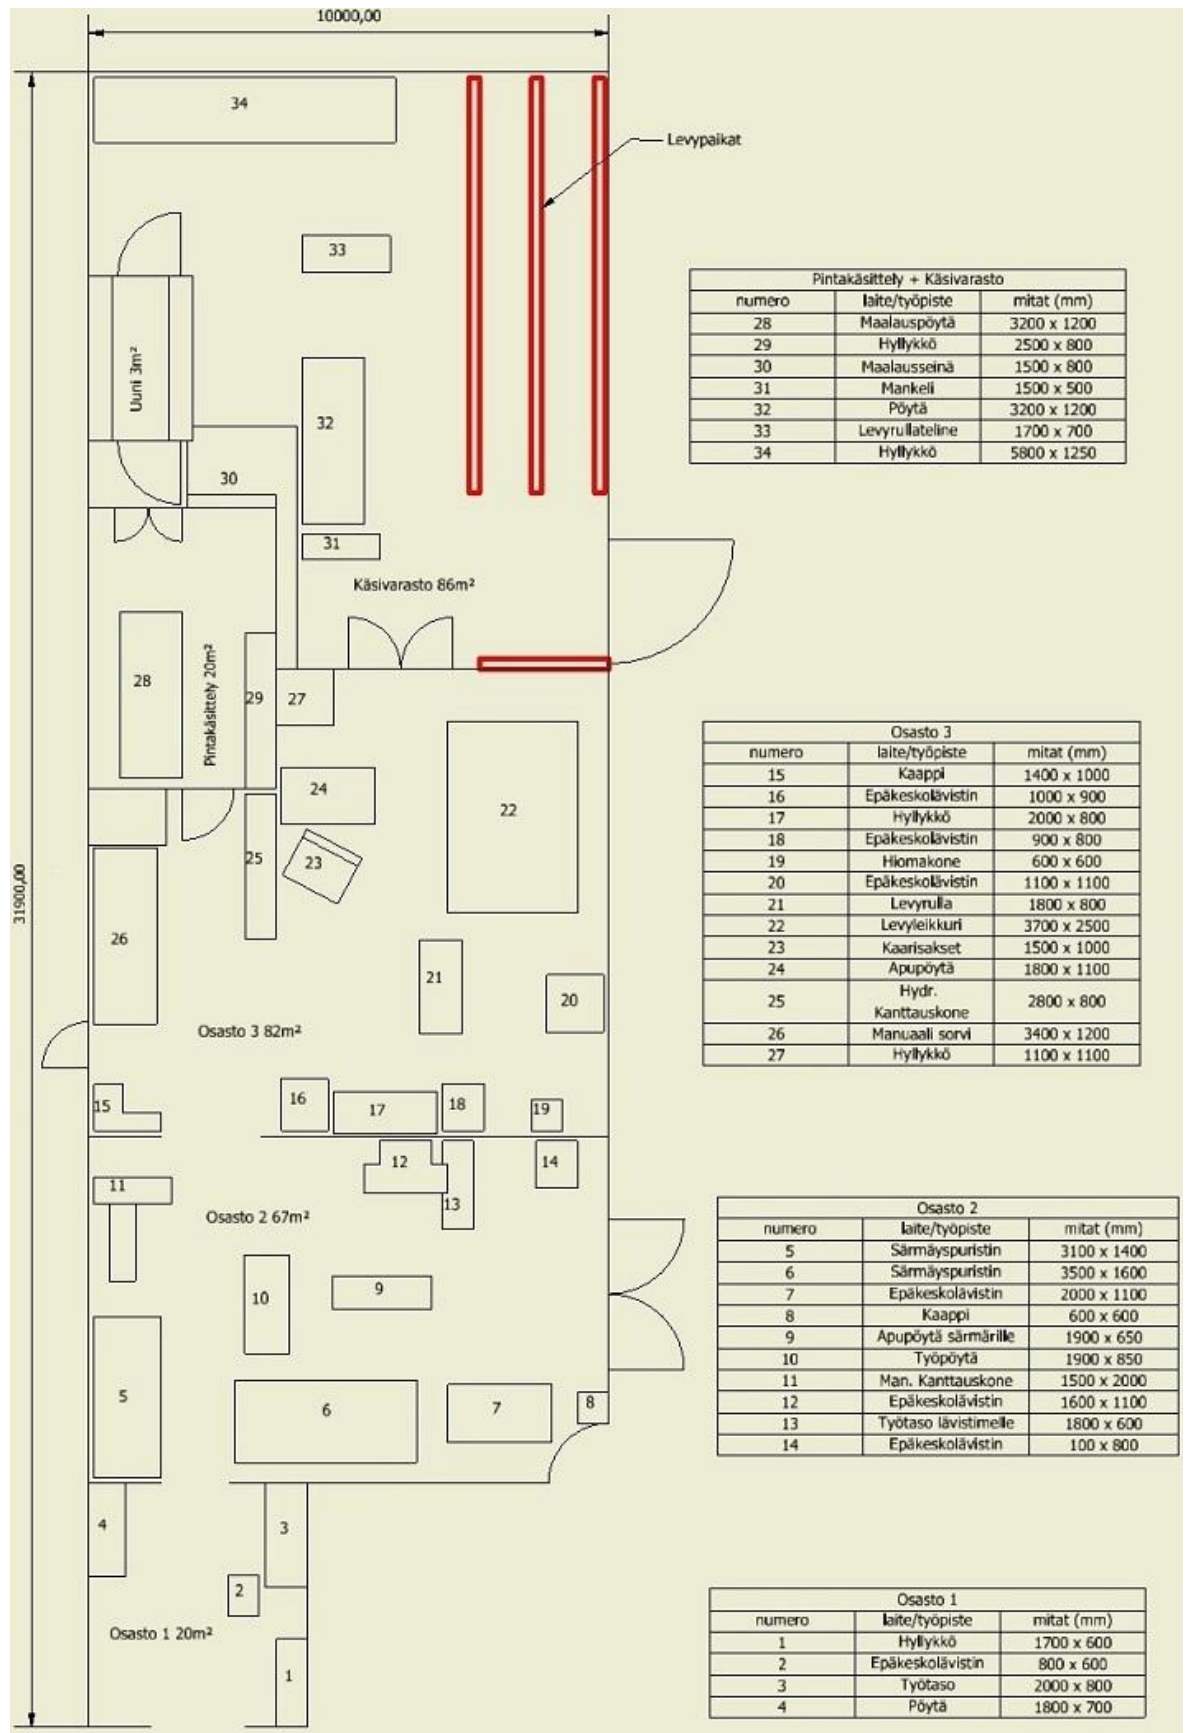 10000,00
34
Levypaikat
33
Uuni 3m²
32
30
31
Käsivarasto 86m²
28
Pintakäsittely 20m²
29
27
24
22
25
23
31900,00
26
21
20
Osasto 3 82m²
15
16
17
18
19
12
14
11
13
Osasto 2 67m²
10
9
5
6
7
8
4
3
2
Osasto 1 20m²
1
Pintakäsittely + Käsivarasto
numero laite/työpiste mitat (mm)
28 Maalauspöytä 3200 x 1200
29 Hyllykkö 2500 x 800
30 Maalausseinä 1500 x 800
31 Mankeli 1500 x 500
32 Pöytä 3200 x 1200
33 Levyrullateline 1700 x 700
34 Hyllykkö 5800 x 1250
Osasto 3
numero laite/työpiste mitat (mm)
15 Kaappi 1400 x 1000
16 Epäkeskolävistin 1000 x 900
17 Hyllykkö 2000 x 800
18 Epäkeskolävistin 900 x 800
19 Hiomakone 600 x 600
20 Epäkeskolävistin 1100 x 1100
21 Levyrulla 1800 x 800
22 Levyleikkuri 3700 x 2500
23 Kaarisakset 1500 x 1000
24 Apupöytä 1800 x 1100
25 Hydr.
Kanttauskone 2800 x 800
26 Manuaali sorvi 3400 x 1200
27 Hyllykkö 1100 x 1100
Osasto 2
numero laite/työpiste mitat (mm)
5 Särmäyspuristin 3100 x 1400
6 Särmäyspuristin 3500 x 1600
7 Epäkeskolävistin 2000 x 1100
8 Kaappi 600 x 600
9 Apupöytä särmärille 1900 x 650
10 Työpöytä 1900 x 850
11 Man. Kanttauskone 1500 x 2000
12 Epäkeskolävistin 1600 x 1100
13 Työtaso lävistimelle 1800 x 600
14 Epäkeskolävistin 100 x 800
Osasto 1
numero laite/työpiste mitat (mm)
1 Hyllykkö 1700 x 600
2 Epäkeskolävistin 800 x 600
3 Työtaso 2000 x 800
4 Pöytä 1800 x 700